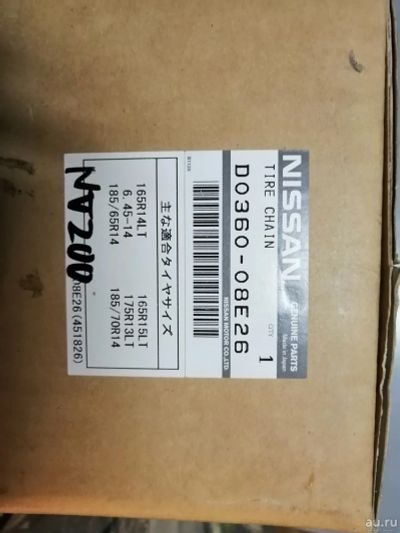 NISSAN GENUINE PARTS
Made in Japan
TIRE CHAIN
QTY 1
D0360-08E26
NISSAN MOTOR CO.,LTD.
主な適合タイヤサイズ
165R14LT 165R15LT
6.45-14 175R13LT
185/65R14 185/70R14
08E26(451826)
NV200
au.ru